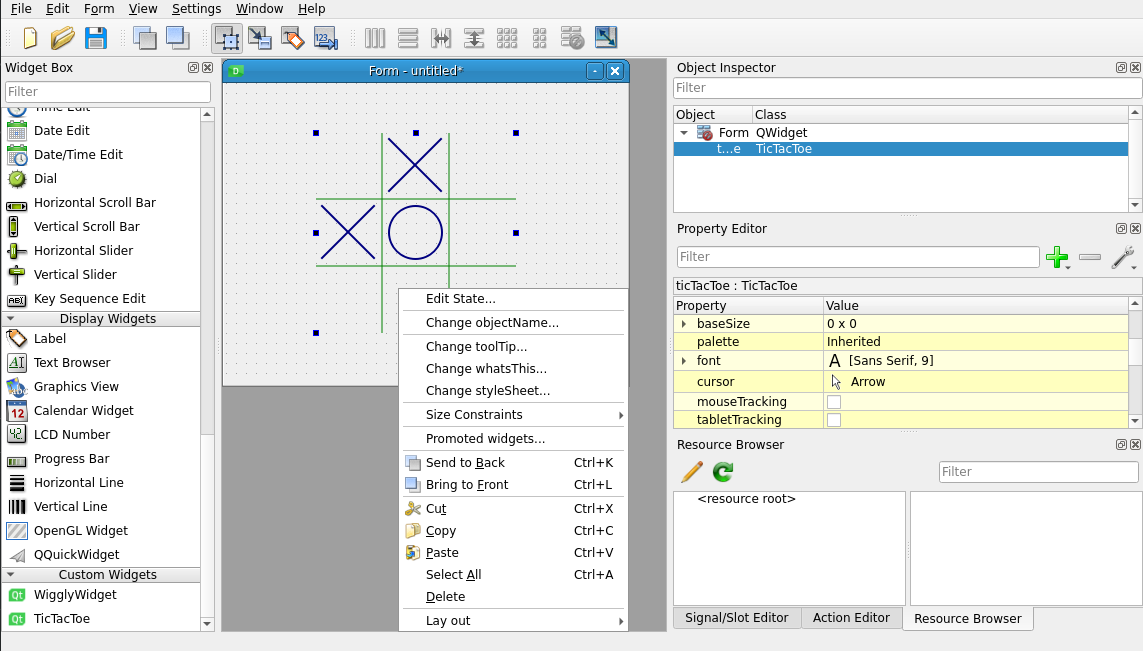 File Edit Form View Settings Window Help
123
Widget Box
Filter
Time Edit
Date Edit
Date/Time Edit
Dial
Horizontal Scroll Bar
Vertical Scroll Bar
Horizontal Slider
Vertical Slider
Key Sequence Edit
Display Widgets
Label
Text Browser
Graphics View
Calendar Widget
LCD Number
Progress Bar
Horizontal Line
Vertical Line
OpenGL Widget
QQuickWidget
Custom Widgets
Qt WigglyWidget
Qt TicTacToe
Form - untitled*
Edit State...
Change objectName...
Change toolTip...
Change whatsThis...
Change styleSheet...
Size Constraints
Promoted widgets...
Send to Back Ctrl+K
Bring to Front Ctrl+L
Cut Ctrl+X
Copy Ctrl+C
Paste Ctrl+V
Select All Ctrl+A
Delete
Lay out
Object Inspector
Filter
Object Class
Form QWidget
t...e TicTacToe
Property Editor
Filter
ticTacToe : TicTacToe
Property Value
baseSize 0 x 0
palette Inherited
font A [Sans Serif, 9]
cursor Arrow
mouseTracking
tabletTracking
Resource Browser
Filter
<resource root>
Signal/Slot Editor Action Editor Resource Browser